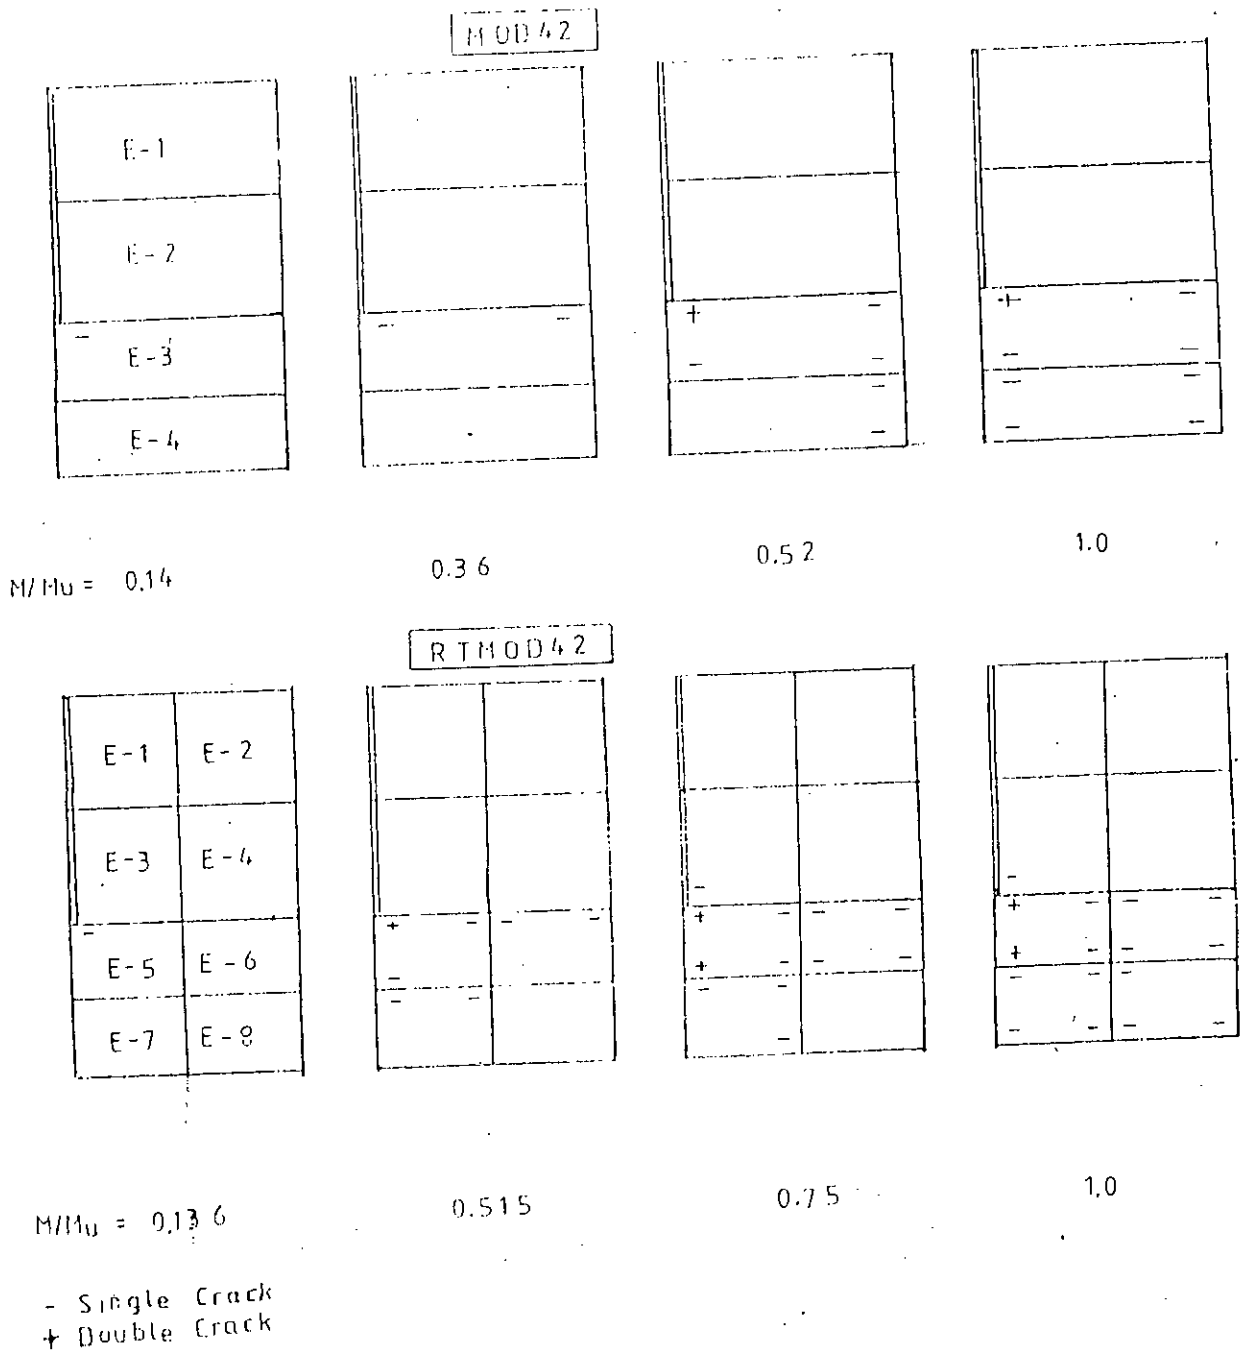 MOD42
E-1
E-2
-
E-3
E-4
- -
+ -
- -
-
-
+ -
- -
- -
- -
M/Mu = 0.14 0.36 0.52 1.0
RTMOD42
E-1 E-2
E-3 E-4
-
E-5 E-6
E-7 E-8
+ - - -
-
- -
-
+ - - -
+ - - -
- -
-
-
+ - - -
+ - - -
- - -
- - - -
M/Mu = 0.136 0.515 0.75 1.0
- Single Crack
+ Double Crack